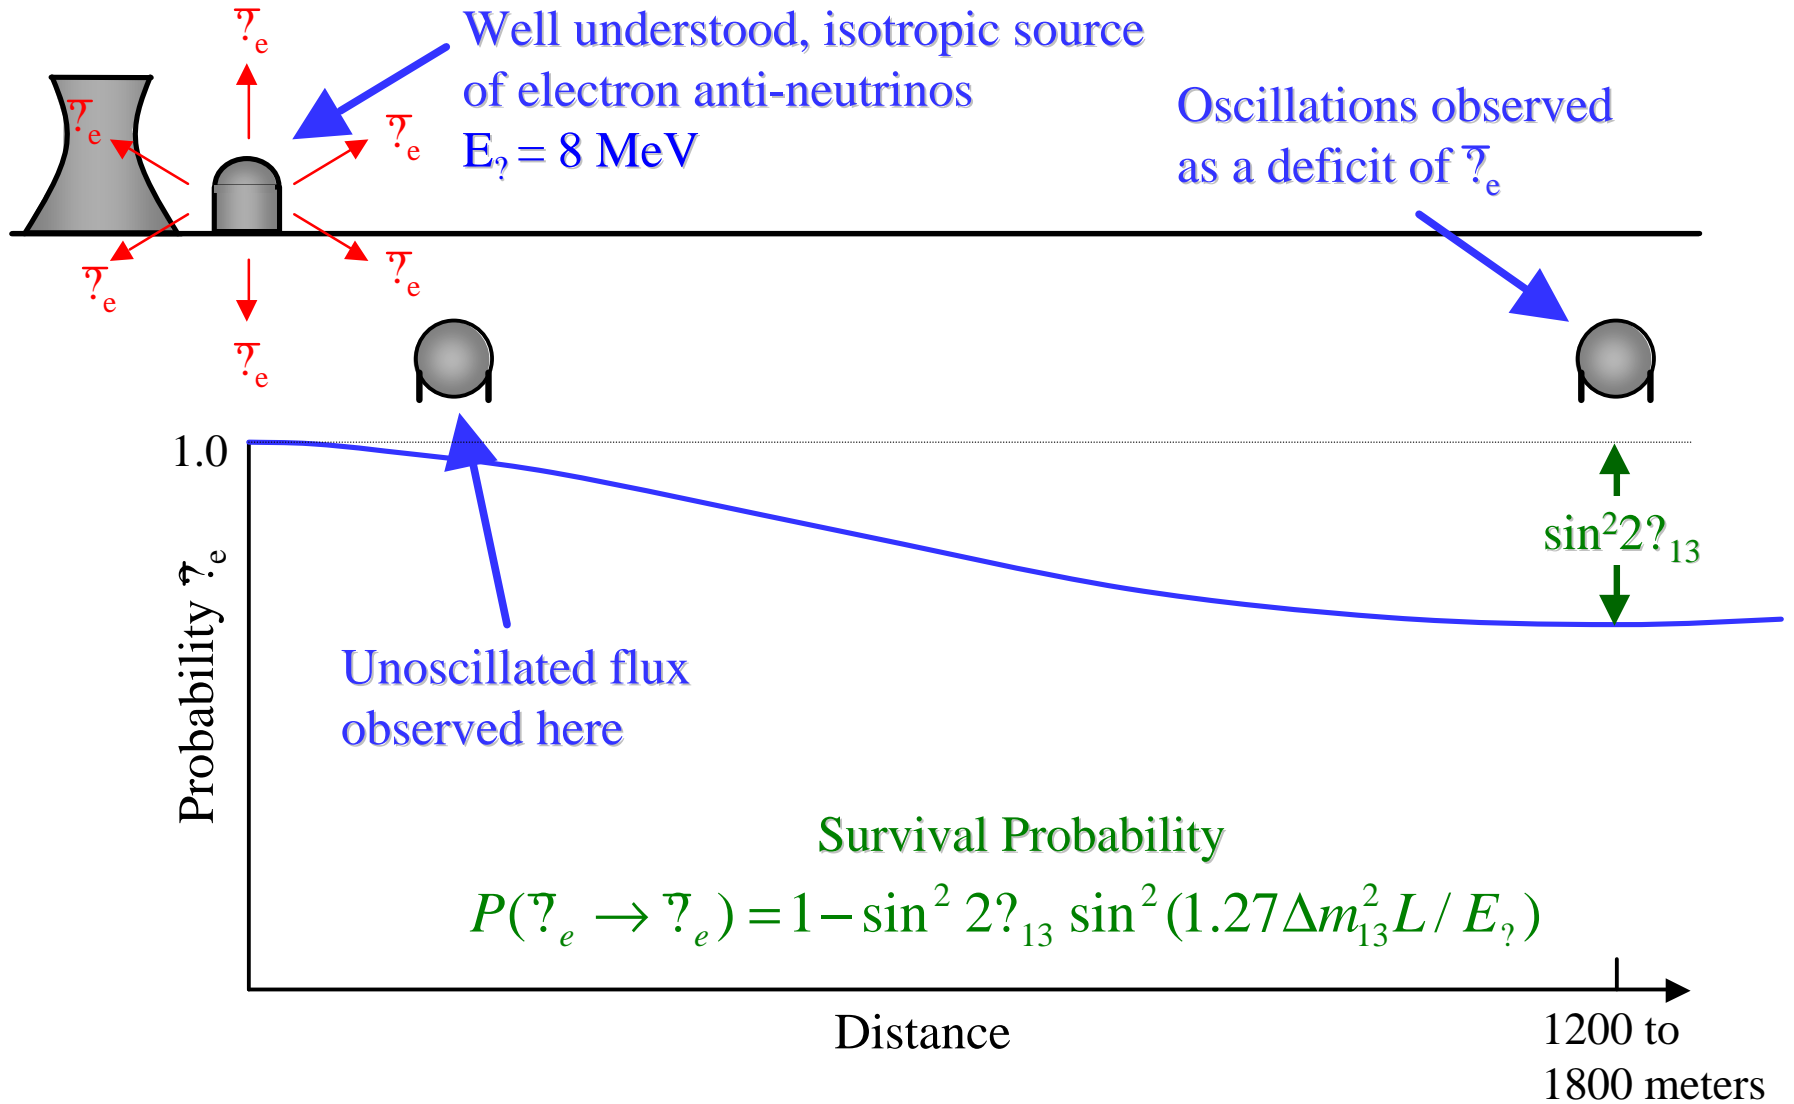 ν̅?e
Well understood, isotropic source
of electron anti-neutrinos
E? = 8 MeV
?̅e
?̅e
?̅e
?̅e
?̅e
Oscillations observed
as a deficit of ?̅e
1.0
Probability ?̅e
sin²2?13
Unoscillated flux
observed here
Survival Probability
P(?̅e → ?̅e) = 1 − sin² 2?13 sin²(1.27Δm²13L / E?)
Distance
1200 to
1800 meters